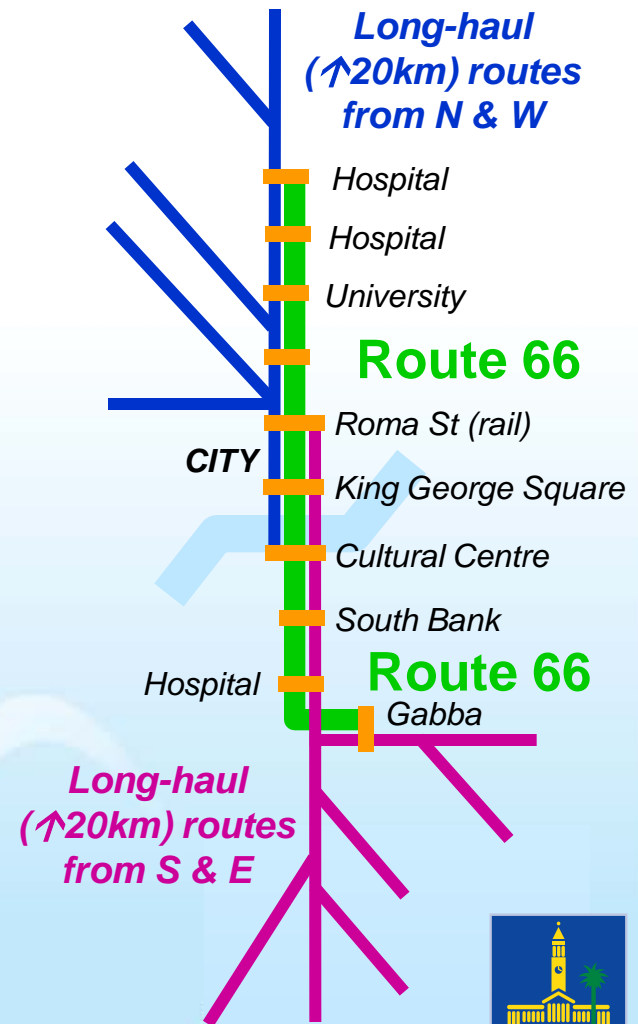 Long-haul
(↑20km) routes
from N & W
Hospital
Hospital
University
Route 66
Roma St (rail)
CITY
King George Square
Cultural Centre
South Bank
Route 66
Hospital
Gabba
Long-haul
(↑20km) routes
from S & E